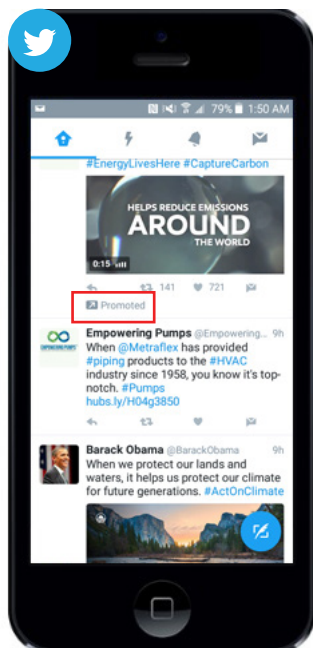 79% 1:50 AM
#EnergyLivesHere #CaptureCarbon
HELPS REDUCE EMISSIONS
AROUND
THE WORLD
0:15
141 721
Promoted
Empowering Pumps @Empowering... 9h
When @Metraflex has provided
#piping products to the #HVAC
industry since 1958, you know it's top-
notch. #Pumps
hubs.ly/H04g3850
Barack Obama @BarackObama 9h
When we protect our lands and
waters, it helps us protect our climate
for future generations. #ActOnClimate